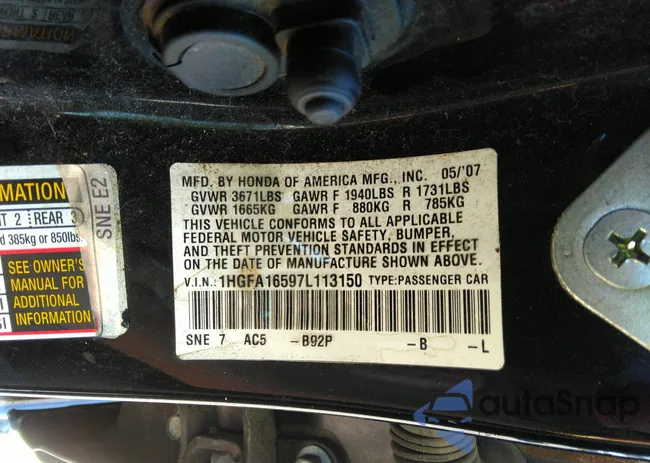 MFD. BY HONDA OF AMERICA MFG., INC. 05/'07
GVWR 3671LBS GAWR F 1940LBS R 1731LBS
GVWR 1665KG GAWR F 880KG R 785KG
THIS VEHICLE CONFORMS TO ALL APPLICABLE
FEDERAL MOTOR VEHICLE SAFETY, BUMPER,
AND THEFT PREVENTION STANDARDS IN EFFECT
ON THE DATE OF MANUFACTURE SHOWN ABOVE.
V.I.N.: 1HGFA16597L113150 TYPE:PASSENGER CAR
SNE 7 AC5 -B92P -B -L
RMATION
2 REAR 3
385kg or 850lbs
SEE OWNER'S
MANUAL FOR
ADDITIONAL
INFORMATION
SNE E2
autoSnap